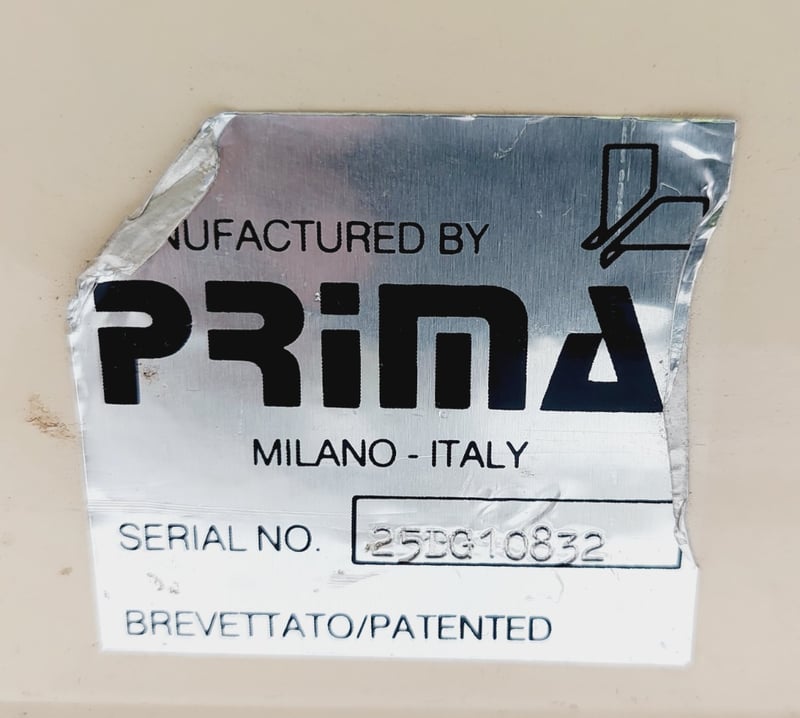 NUFACTURED BY
PRiMA
MILANO - ITALY
SERIAL NO. 25DG10832
BREVETTATO/PATENTED